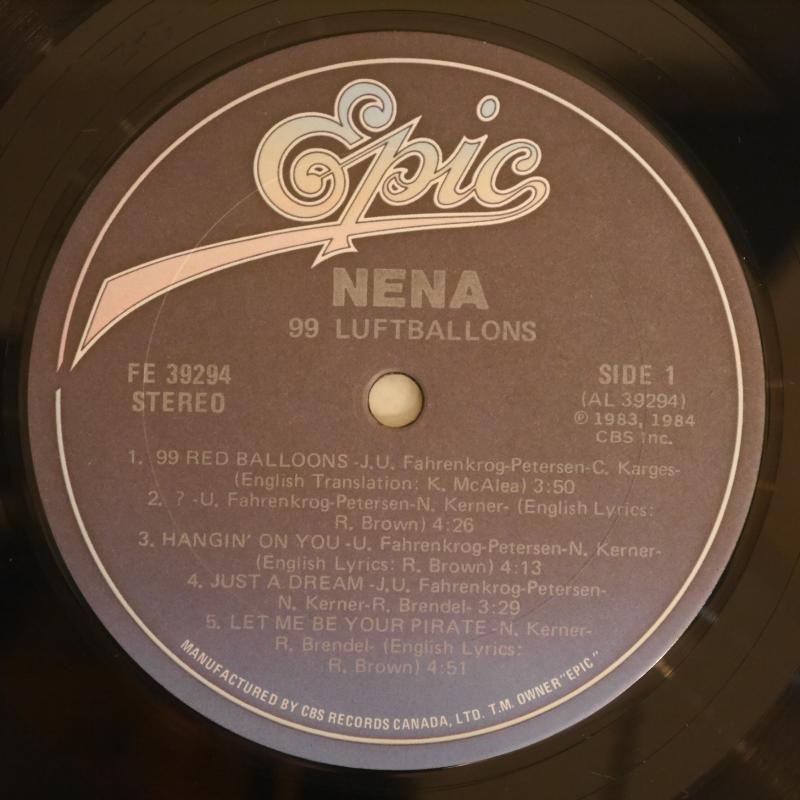 Epic
NENA
99 LUFTBALLONS
FE 39294
STEREO
SIDE 1
(AL 39294)
℗ 1983, 1984
CBS Inc.
1. 99 RED BALLOONS -J.U. Fahrenkrog-Petersen-C. Karges-
(English Translation: K. McAlea) 3:50
2. ? -U. Fahrenkrog-Petersen-N. Kerner- (English Lyrics:
R. Brown) 4:26
3. HANGIN' ON YOU -U. Fahrenkrog-Petersen-N. Kerner-
(English Lyrics: R. Brown) 4:13
4. JUST A DREAM -J.U. Fahrenkrog-Petersen-
N. Kerner-R. Brendel- 3:29
5. LET ME BE YOUR PIRATE -N. Kerner-
R. Brendel- (English Lyrics:
R. Brown) 4:51
MANUFACTURED BY CBS RECORDS CANADA, LTD. T.M. OWNER "EPIC"